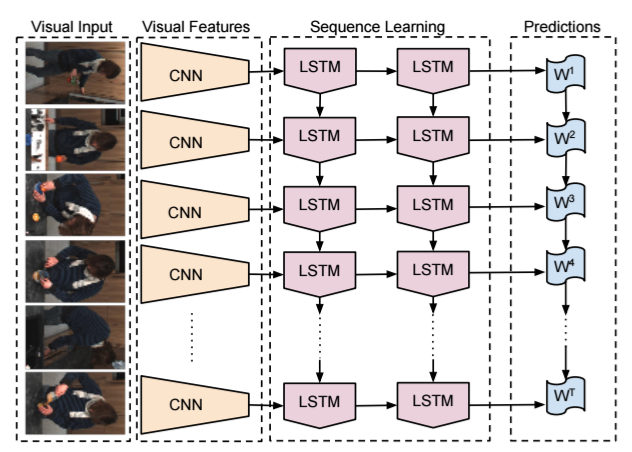 Visual Input Visual Features Sequence Learning Predictions
CNN LSTM LSTM W¹
CNN LSTM LSTM W²
CNN LSTM LSTM W³
CNN LSTM LSTM W⁴
CNN LSTM LSTM Wᵀ